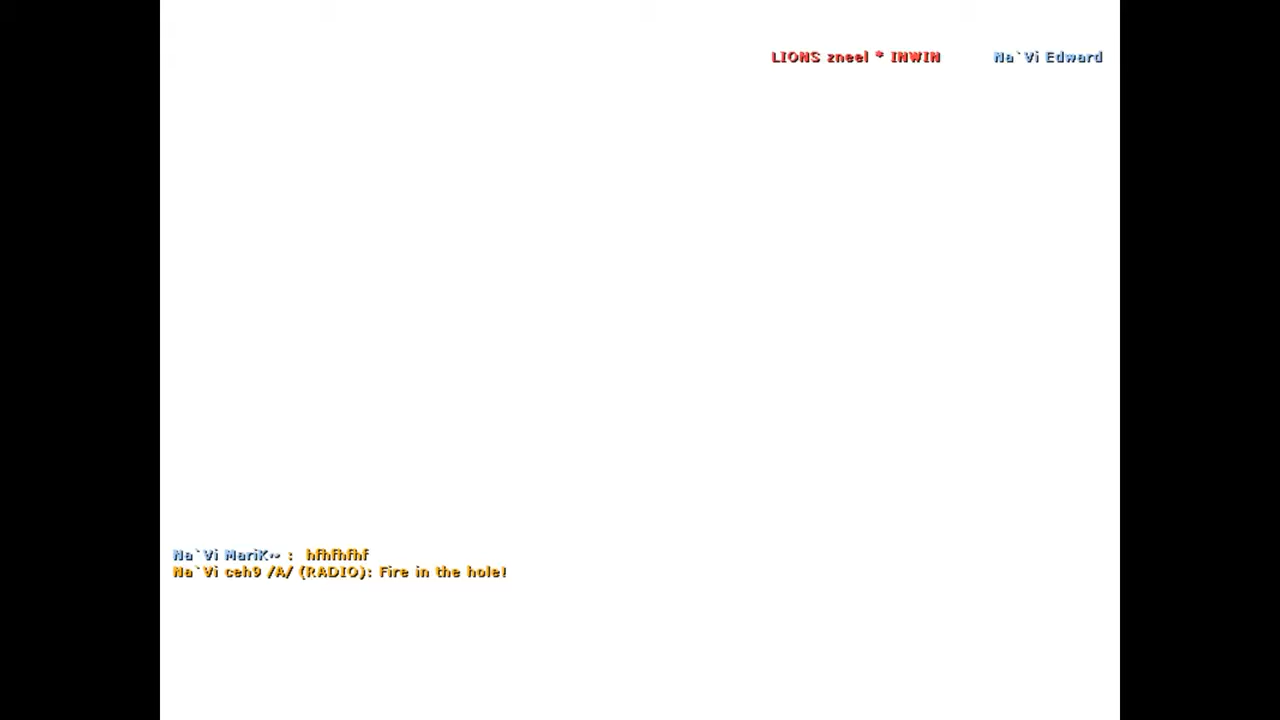 LIONS zneel * INWIN Na`Vi Edward
Na`Vi MariK~ : hfhfhfhf
Na`Vi ceh9 /A/ (RADIO): Fire in the hole!